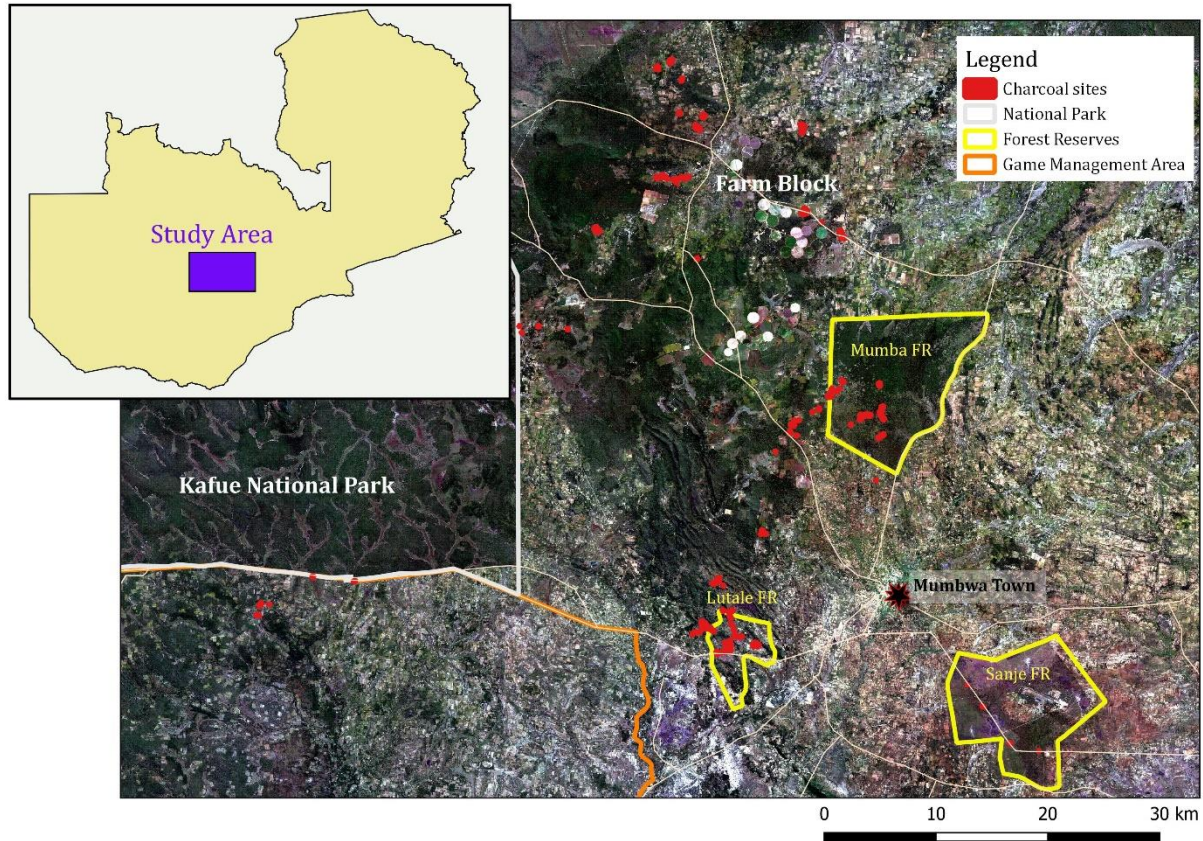 Study Area
Legend
Charcoal sites
National Park
Forest Reserves
Game Management Area
Farm Block
Mumba FR
Kafue National Park
Mumbwa Town
Lutale FR
Sanje FR
0 10 20 30 km